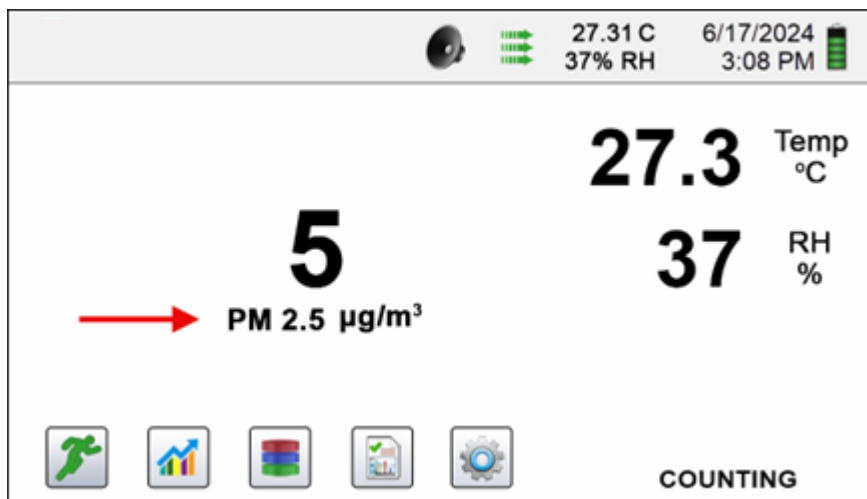 27.31 C 6/17/2024
37% RH 3:08 PM
27.3 Temp ºC
5
37 RH %
PM 2.5 µg/m³
COUNTING